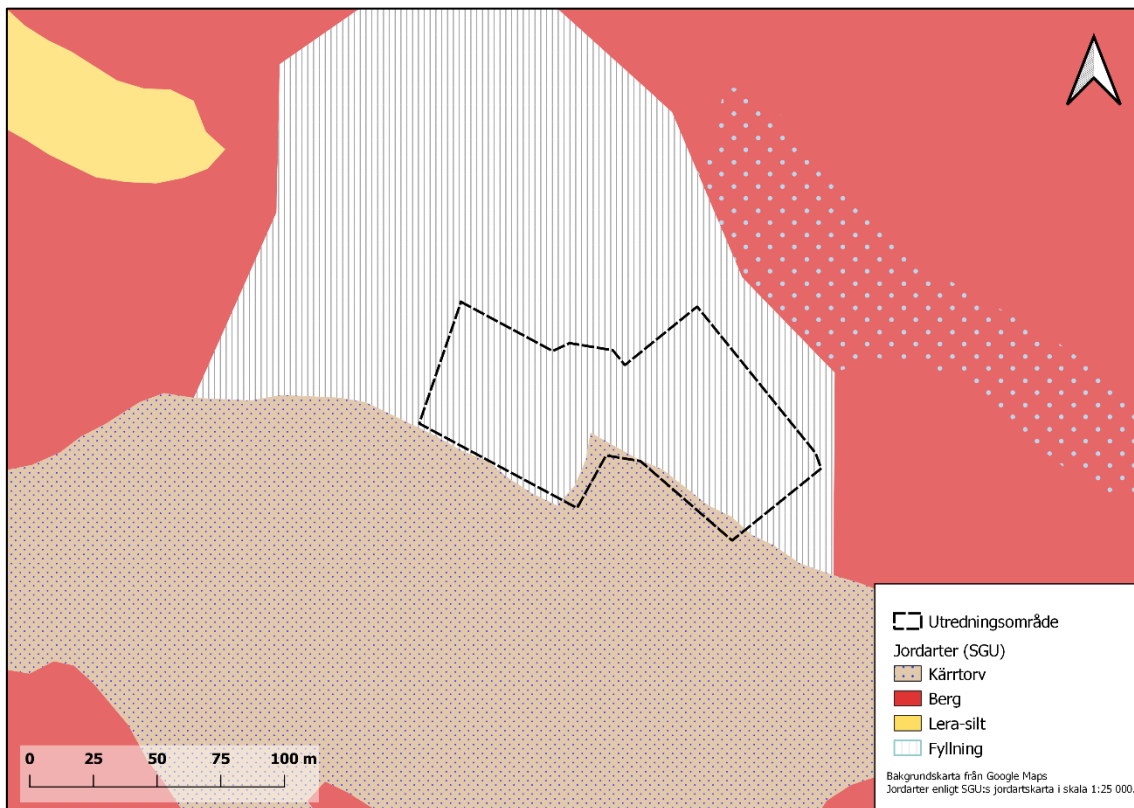 Utredningsområde
Jordarter (SGU)
Kärrtorv
Berg
Lera-silt
Fyllning
Bakgrundskarta från Google Maps
Jordarter enligt SGU:s jordartskarta i skala 1:25 000.
0 25 50 75 100 m